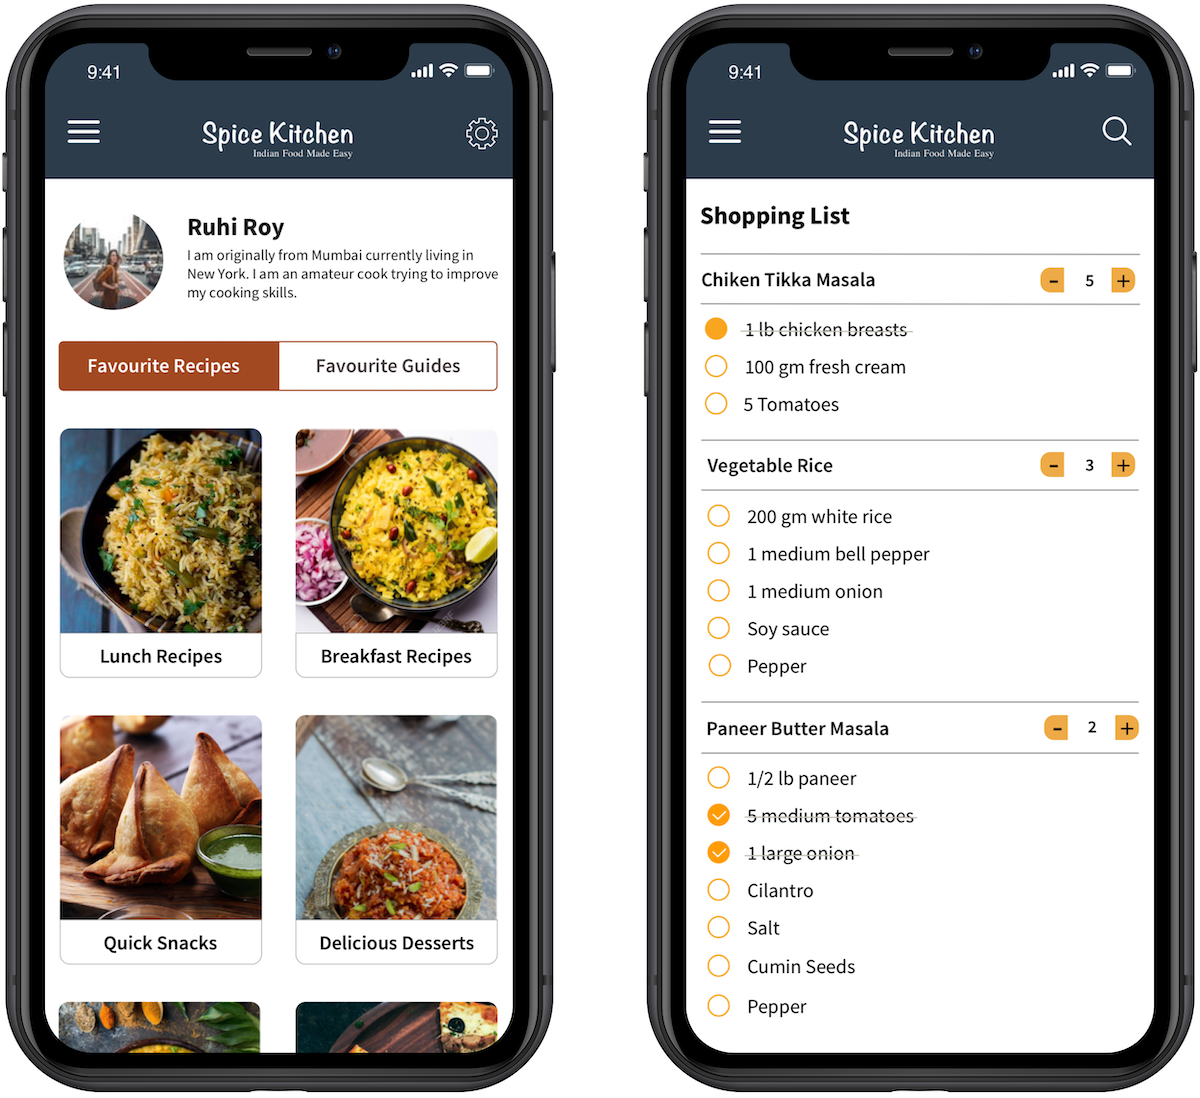 9:41
Spice Kitchen
Indian Food Made Easy
Ruhi Roy
I am originally from Mumbai currently living in
New York. I am an amateur cook trying to improve
my cooking skills.
Favourite Recipes
Favourite Guides
Lunch Recipes
Breakfast Recipes
Quick Snacks
Delicious Desserts
9:41
Spice Kitchen
Indian Food Made Easy
Shopping List
Chiken Tikka Masala - 5 +
1 lb chicken breasts
100 gm fresh cream
5 Tomatoes
Vegetable Rice - 3 +
200 gm white rice
1 medium bell pepper
1 medium onion
Soy sauce
Pepper
Paneer Butter Masala - 2 +
1/2 lb paneer
5 medium tomatoes
1 large onion
Cilantro
Salt
Cumin Seeds
Pepper